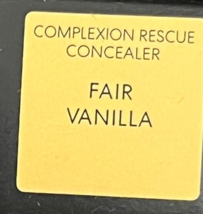 COMPLEXION RESCUE
CONCEALER
FAIR
VANILLA